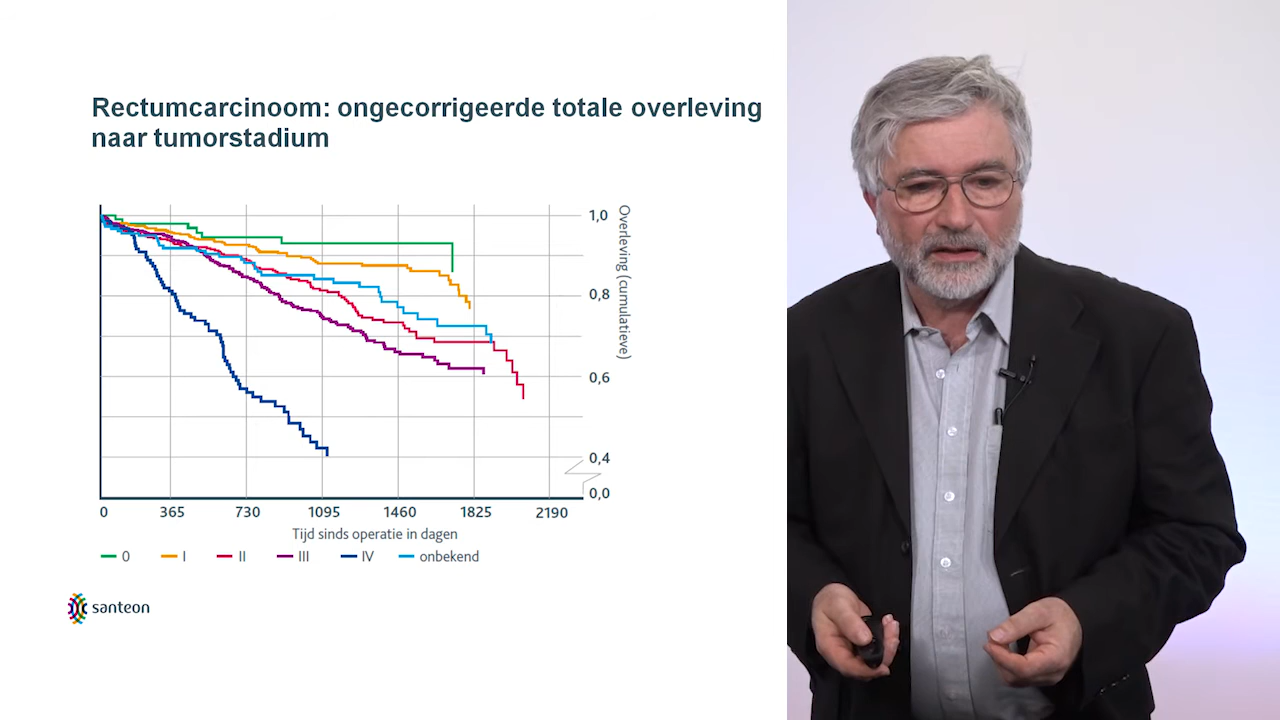 Rectumcarcinoom: ongecorrigeerde totale overleving
naar tumorstadium
1,0
0,8
0,6
0,4
0,0
Overleving (cumulatieve)
0 365 730 1095 1460 1825 2190
Tijd sinds operatie in dagen
0 I II III IV onbekend
santeon